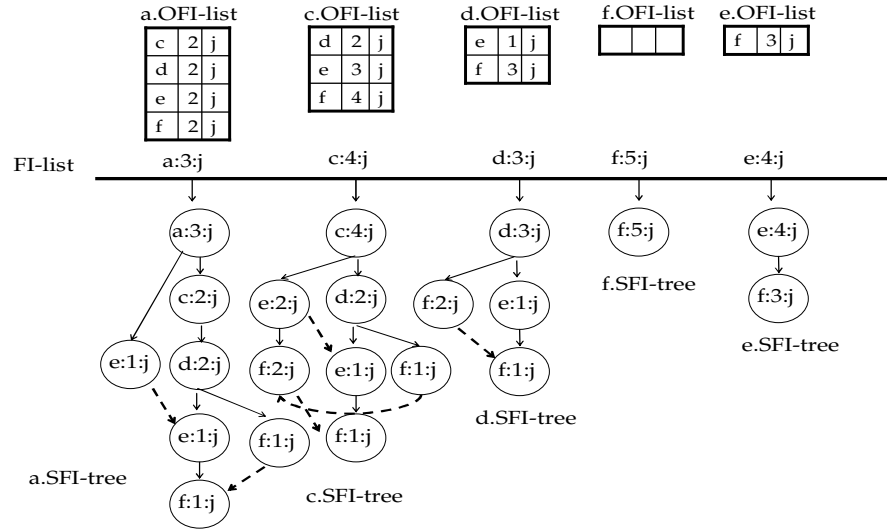 a.OFI-list c.OFI-list d.OFI-list f.OFI-list e.OFI-list
c 2 j d 2 j e 1 j f 3 j
d 2 j e 3 j f 3 j
e 2 j f 4 j
f 2 j
FI-list a:3:j c:4:j d:3:j f:5:j e:4:j
a:3:j c:4:j d:3:j f:5:j e:4:j
f.SFI-tree
c:2:j e:2:j d:2:j f:2:j e:1:j f:3:j
e.SFI-tree
e:1:j d:2:j f:2:j e:1:j f:1:j f:1:j
d.SFI-tree
e:1:j f:1:j f:1:j
a.SFI-tree c.SFI-tree
f:1:j